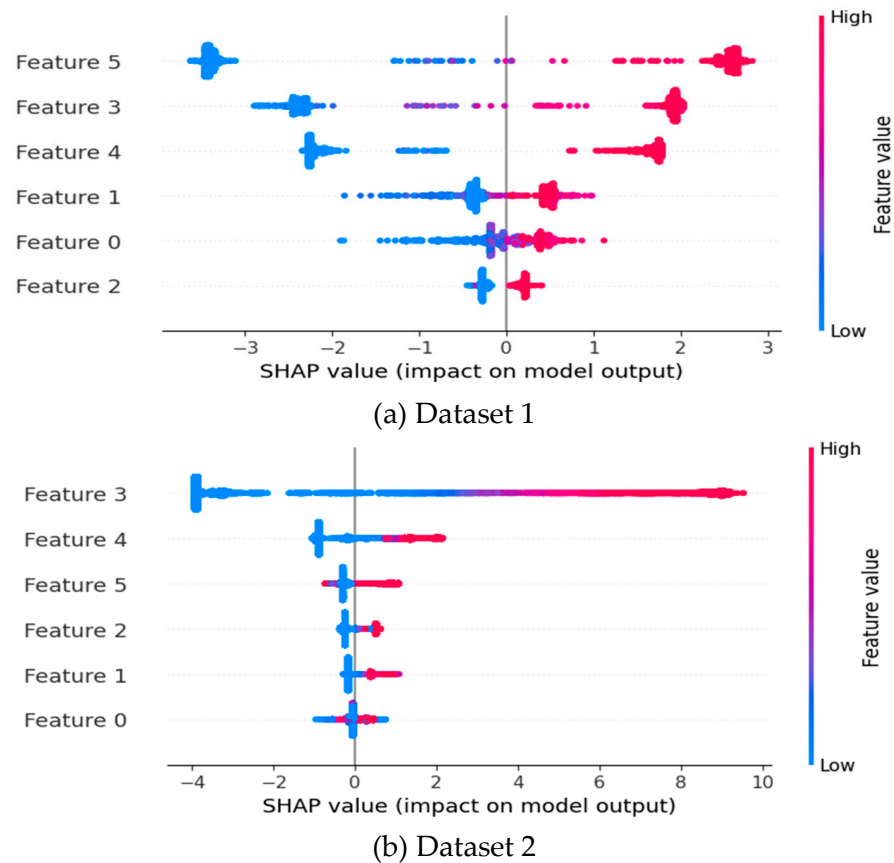 High
Feature 5
Feature 3
Feature 4
Feature 1
Feature 0
Feature 2
Feature value
Low
−3 −2 −1 0 1 2 3
SHAP value (impact on model output)
(a) Dataset 1
High
Feature 3
Feature 4
Feature 5
Feature 2
Feature 1
Feature 0
Feature value
Low
−4 −2 0 2 4 6 8 10
SHAP value (impact on model output)
(b) Dataset 2